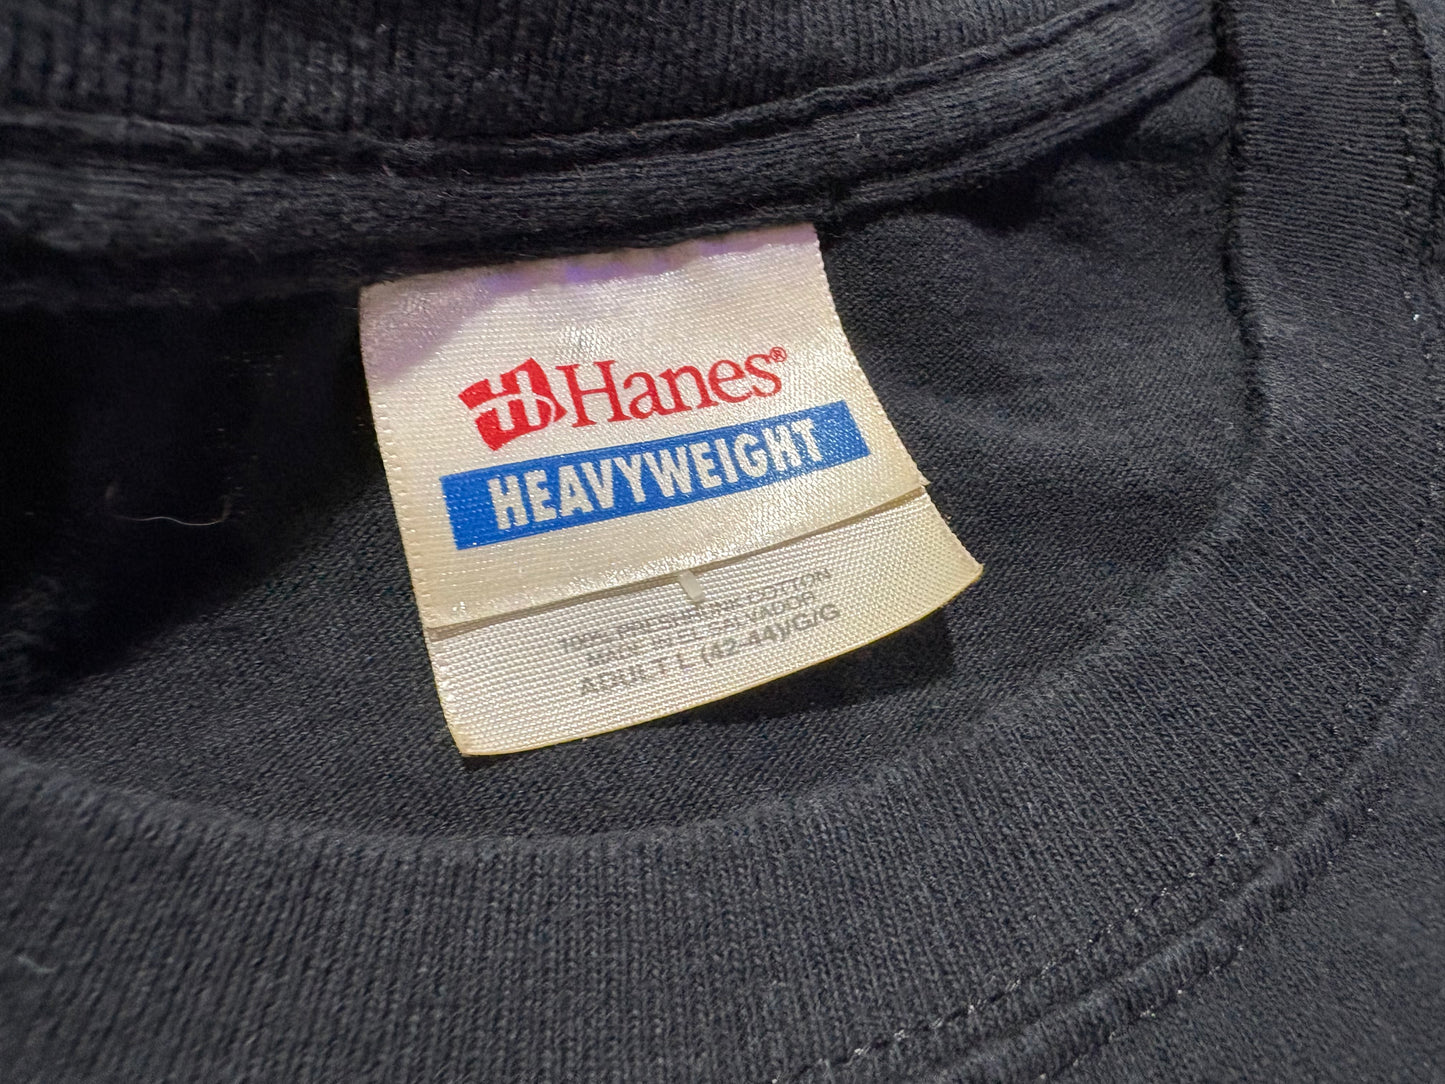 Hanes®
HEAVYWEIGHT
100% PRESHRUNK COTTON
MADE IN EL SALVADOR
ADULT L (42-44)/G/G